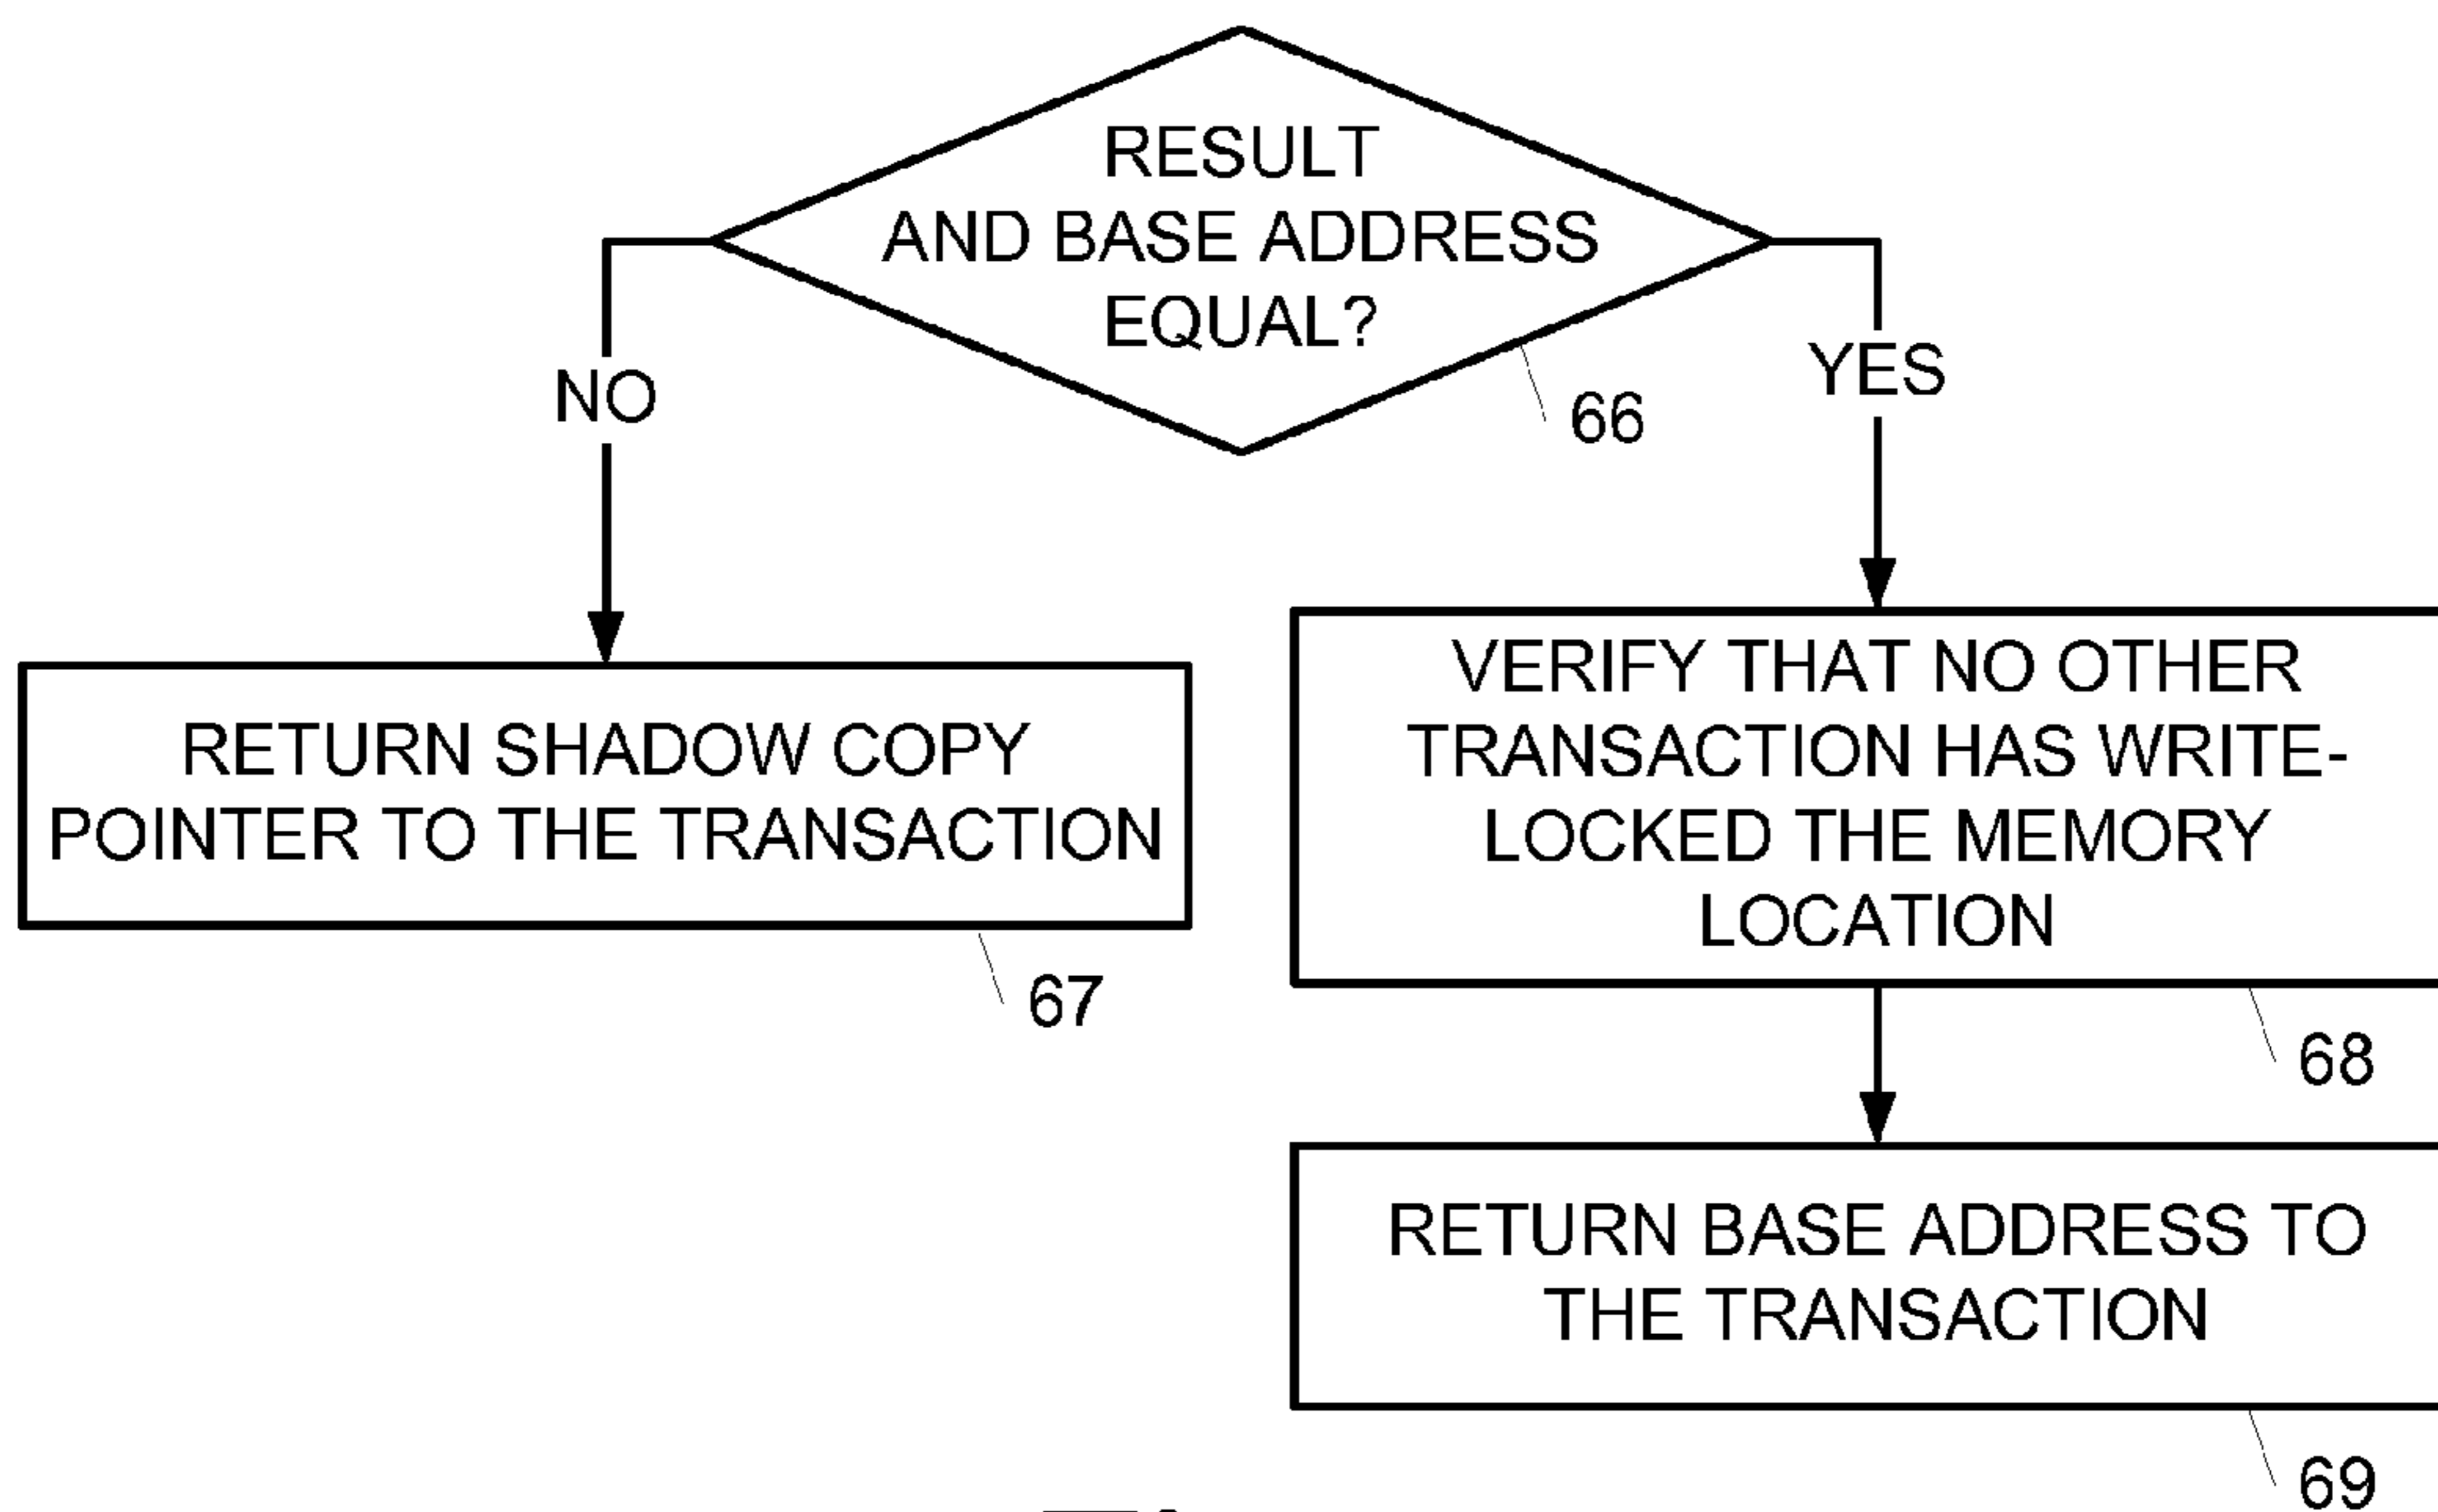 RESULT
AND BASE ADDRESS
EQUAL?
66
NO
YES
RETURN SHADOW COPY
POINTER TO THE TRANSACTION
67
VERIFY THAT NO OTHER
TRANSACTION HAS WRITE-
LOCKED THE MEMORY
LOCATION
68
RETURN BASE ADDRESS TO
THE TRANSACTION
69